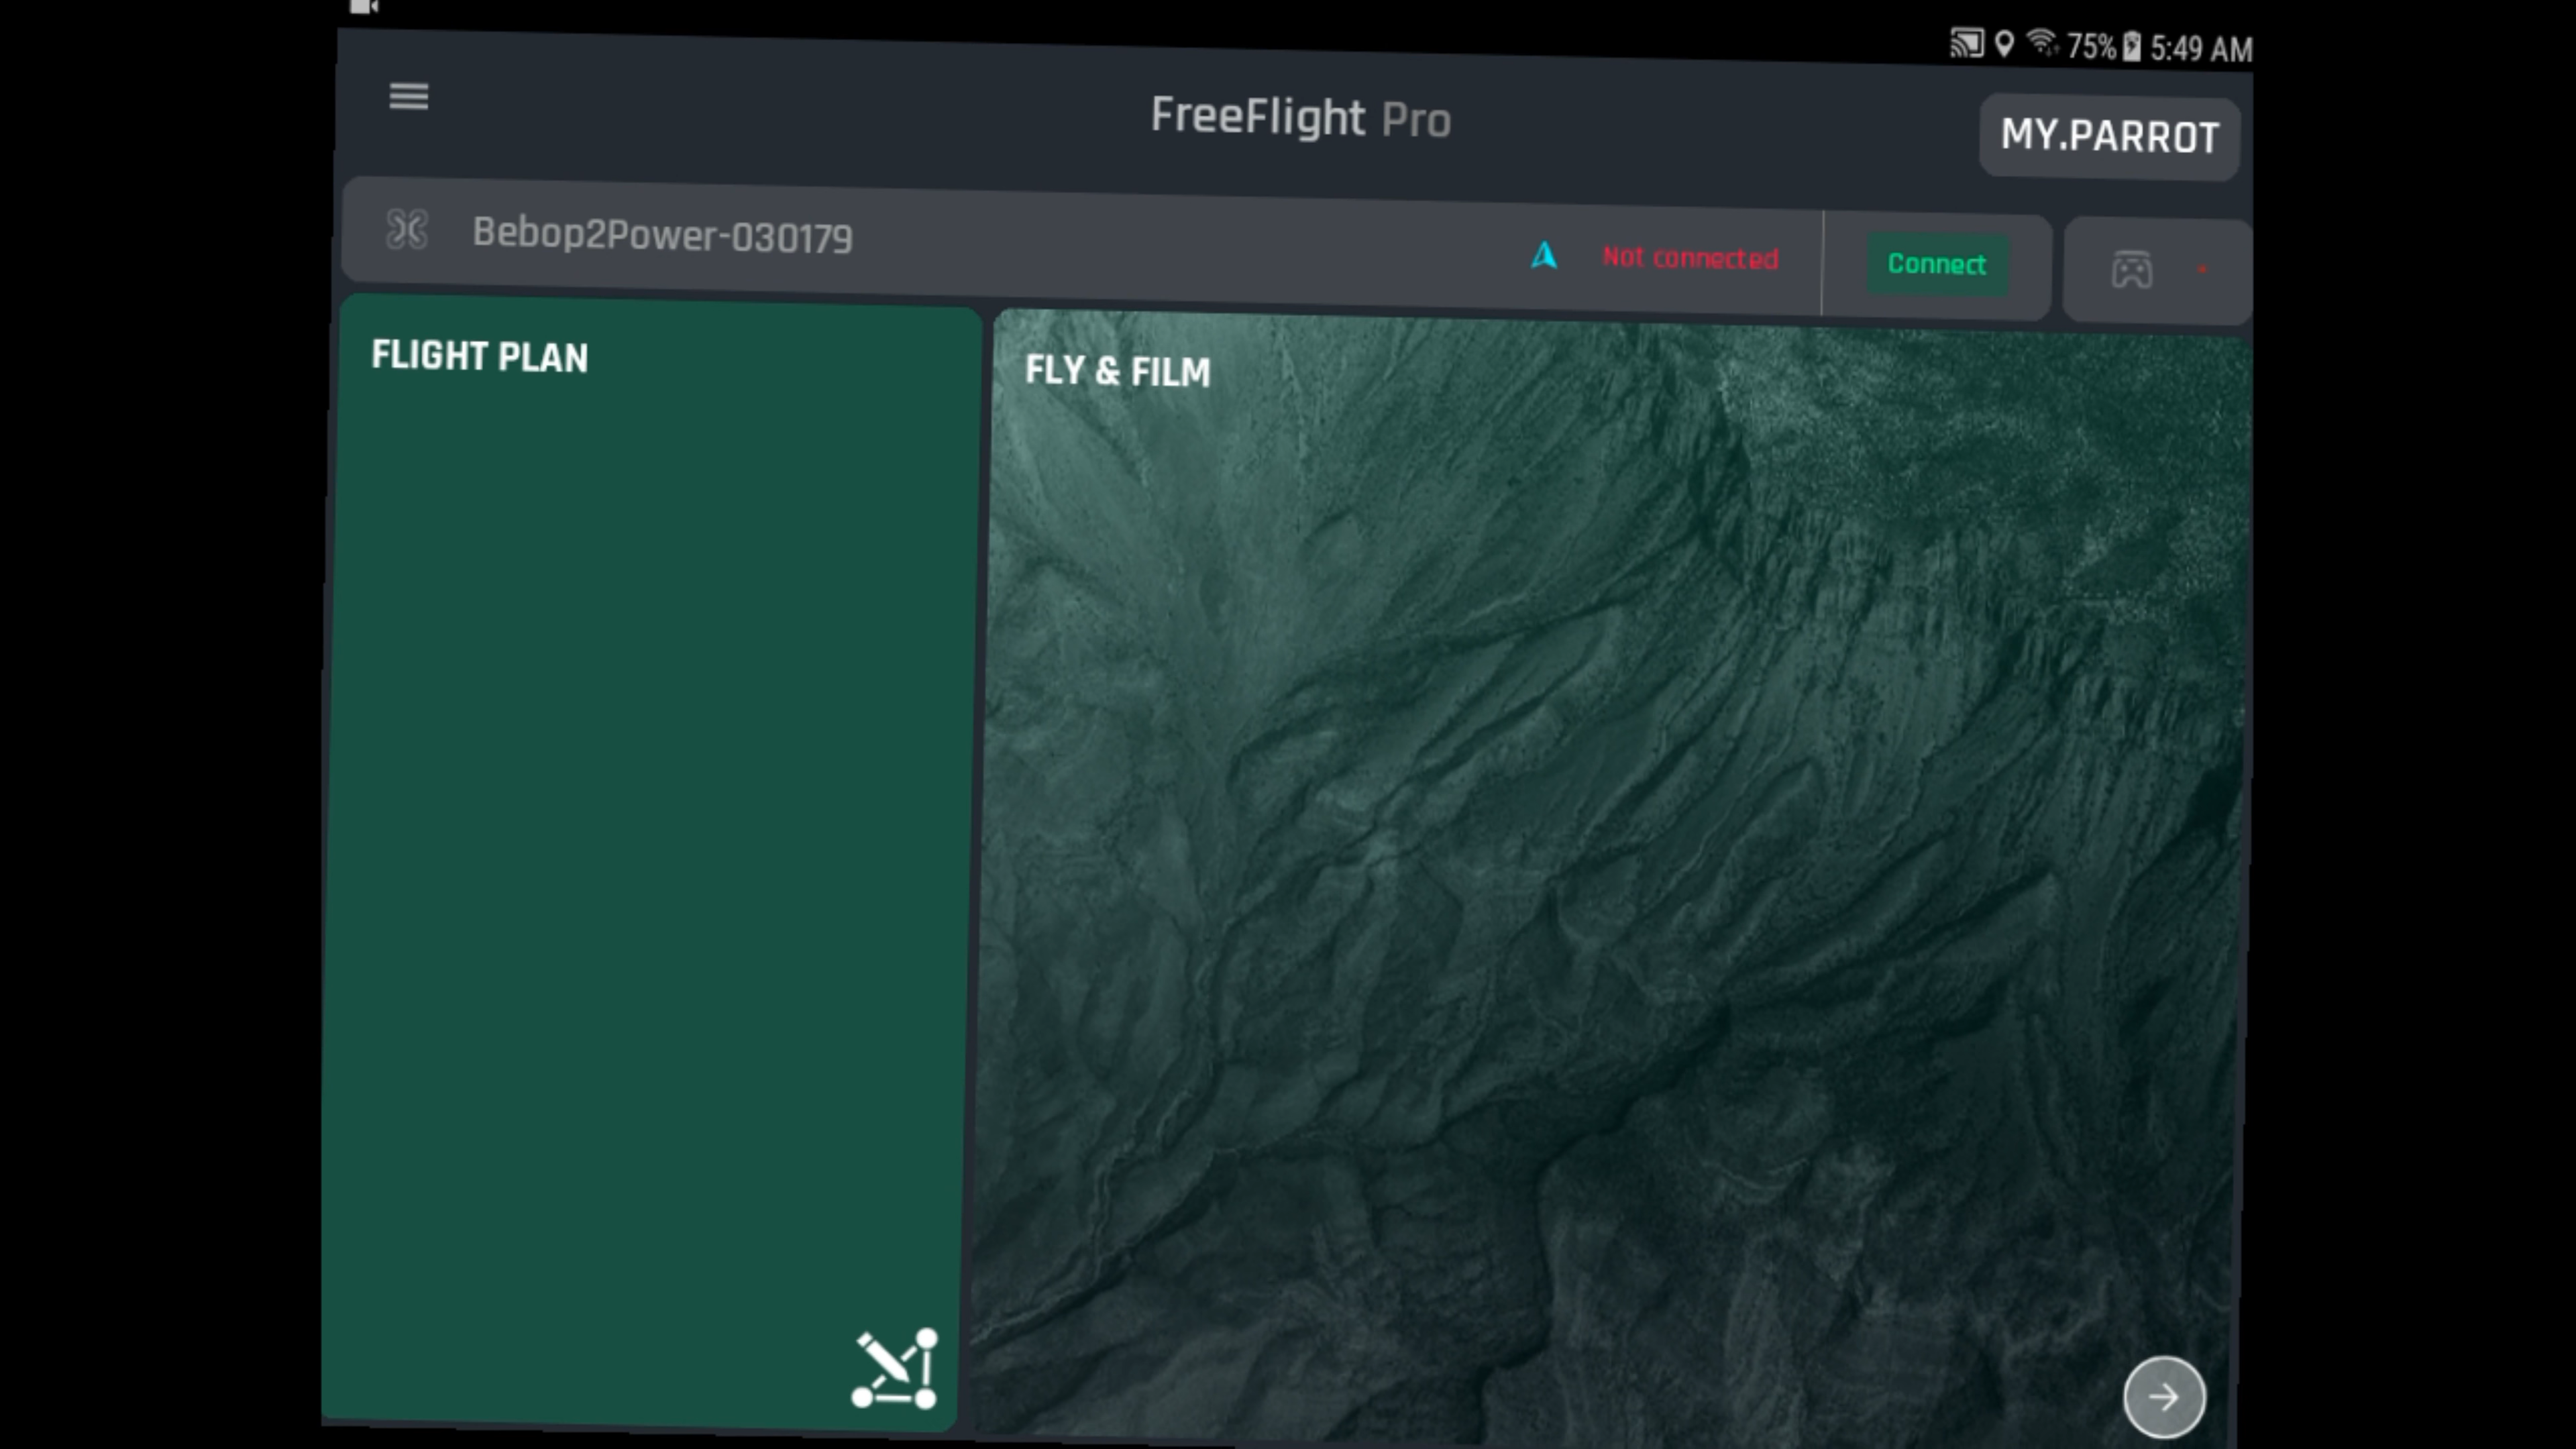 75% 5:49 AM
FreeFlight Pro
MY.PARROT
Bebop2Power-030179
Not connected
Connect
FLIGHT PLAN
FLY & FILM